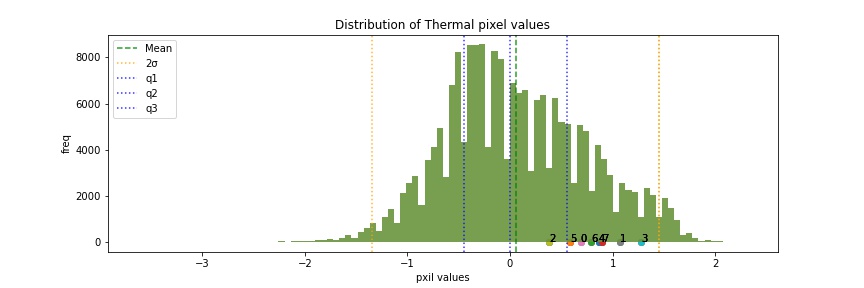 Distribution of Thermal pixel values
Mean
2σ
q1
q2
q3
freq
8000
6000
4000
2000
0
2 5 0 6 4 7 1 3
−3 −2 −1 0 1 2
pxil values